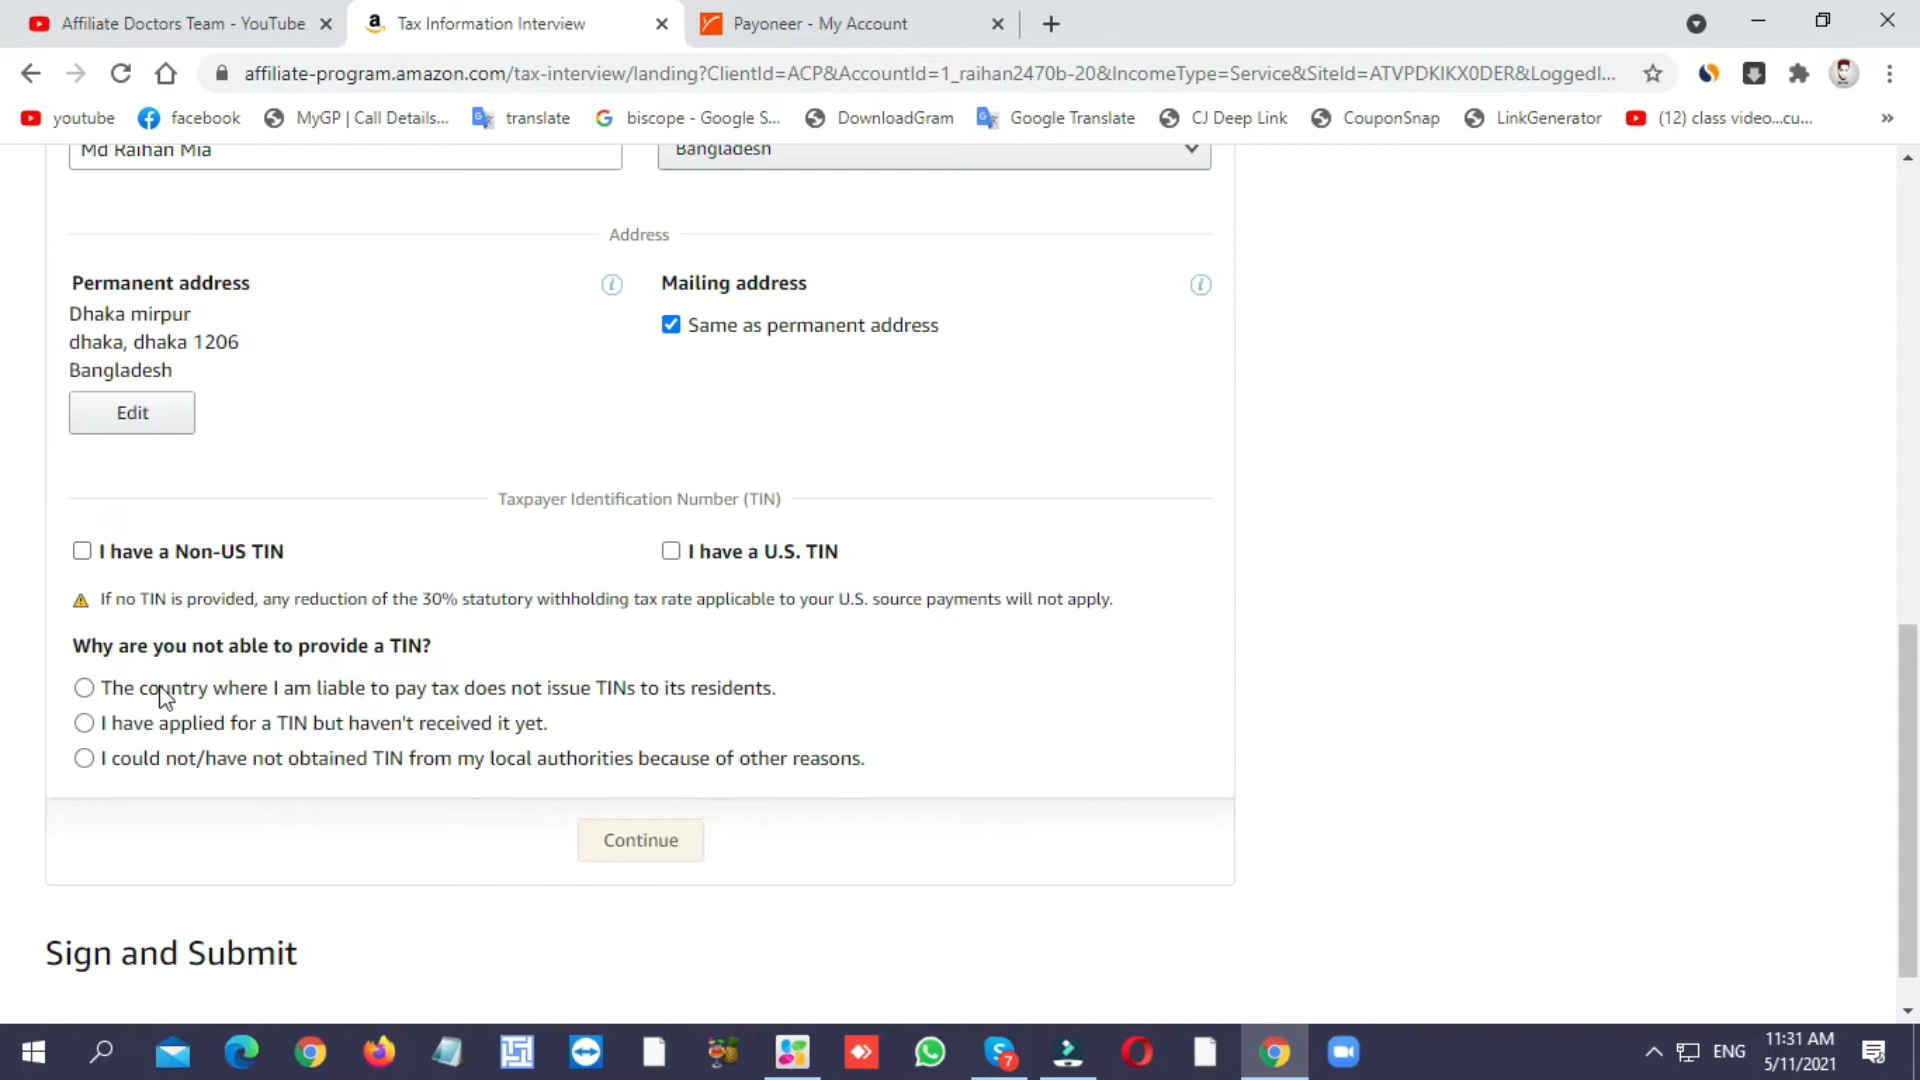 Affiliate Doctors Team - YouTube
Tax Information Interview
Payoneer - My Account
affiliate-program.amazon.com/tax-interview/landing?ClientId=ACP&AccountId=1_raihan2470b-20&IncomeType=Service&SiteId=ATVPDKIKX0DER&LoggedI...
youtube
facebook
MyGP | Call Details...
translate
biscope - Google S...
DownloadGram
Google Translate
CJ Deep Link
CouponSnap
LinkGenerator
(12) class video...cu...
»
Md Raihan Mia
Bangladesh
Address
Permanent address
Mailing address
Dhaka mirpur
dhaka, dhaka 1206
Bangladesh
Same as permanent address
Edit
Taxpayer Identification Number (TIN)
I have a Non-US TIN
I have a U.S. TIN
If no TIN is provided, any reduction of the 30% statutory withholding tax rate applicable to your U.S. source payments will not apply.
Why are you not able to provide a TIN?
The country where I am liable to pay tax does not issue TINs to its residents.
I have applied for a TIN but haven't received it yet.
I could not/have not obtained TIN from my local authorities because of other reasons.
Continue
Sign and Submit
7
ENG
11:31 AM
5/11/2021